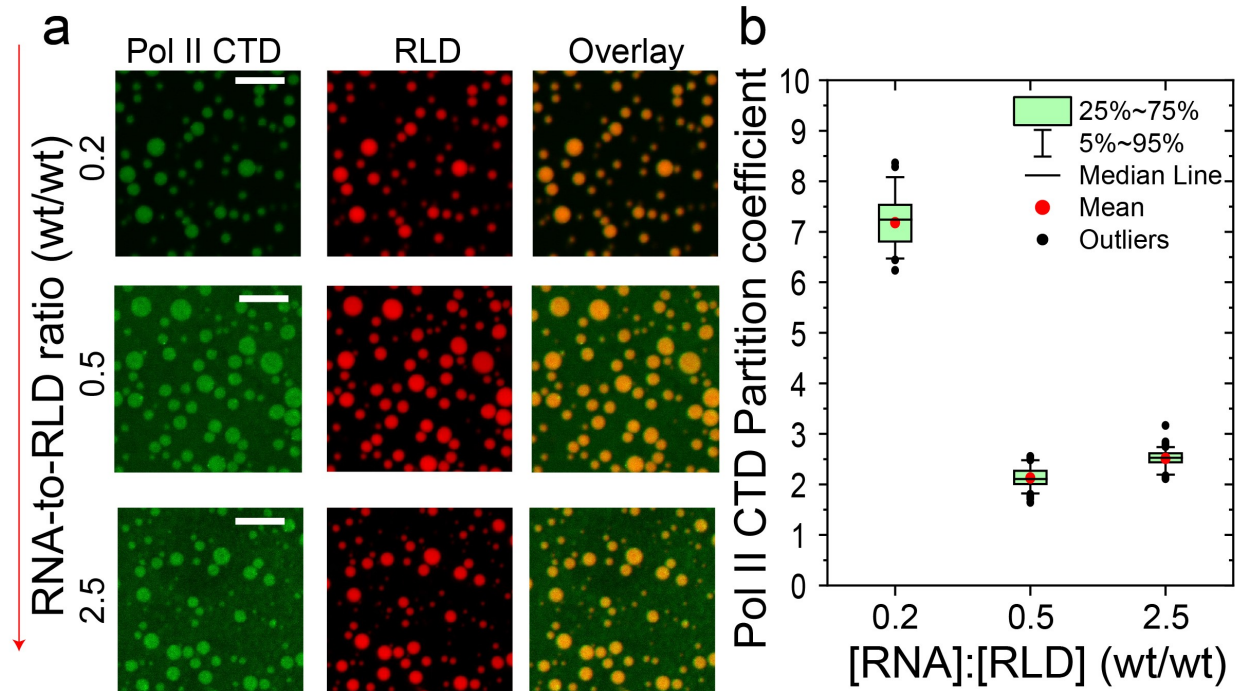 a
Pol II CTD
RLD
Overlay
RNA-to-RLD ratio (wt/wt)
0.2
0.5
2.5
b
Pol II CTD Partition coefficient
10
9
8
7
6
5
4
3
2
1
0
25%~75%
5%~95%
Median Line
Mean
Outliers
0.2 0.5 2.5
[RNA]:[RLD] (wt/wt)